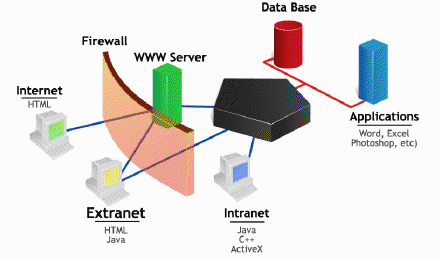 Data Base
Firewall
WWW Server
Internet
HTML
Applications
Word, Excel
Photoshop, etc)
Extranet
HTML
Java
Intranet
Java
C++
ActiveX